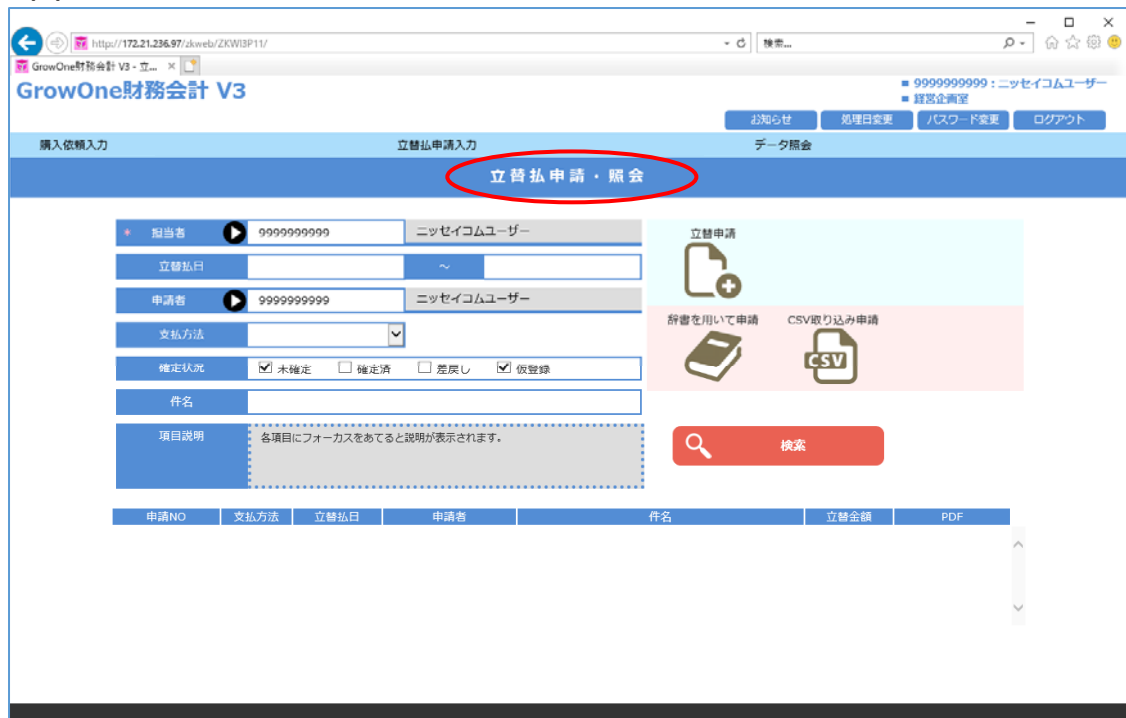 http://172.21.236.97/zkweb/ZKWI3P11/
検索...
GrowOne財務会計 V3 - 立... ×
GrowOne財務会計 V3
■ 9999999999:ニッセイコムユーザー
■ 経営企画室
お知らせ 処理日変更 パスワード変更 ログアウト
購入依頼入力 立替払申請入力 データ照会
立替払申請・照会
* 担当者 9999999999 ニッセイコムユーザー
立替払日 ~
申請者 9999999999 ニッセイコムユーザー
支払方法
確定状況 未確定 確定済 差戻し 仮登録
件名
項目説明 各項目にフォーカスをあてると説明が表示されます。
立替申請
辞書を用いて申請 CSV取り込み申請
CSV
検索
申請NO 支払方法 立替払日 申請者 件名 立替金額 PDF